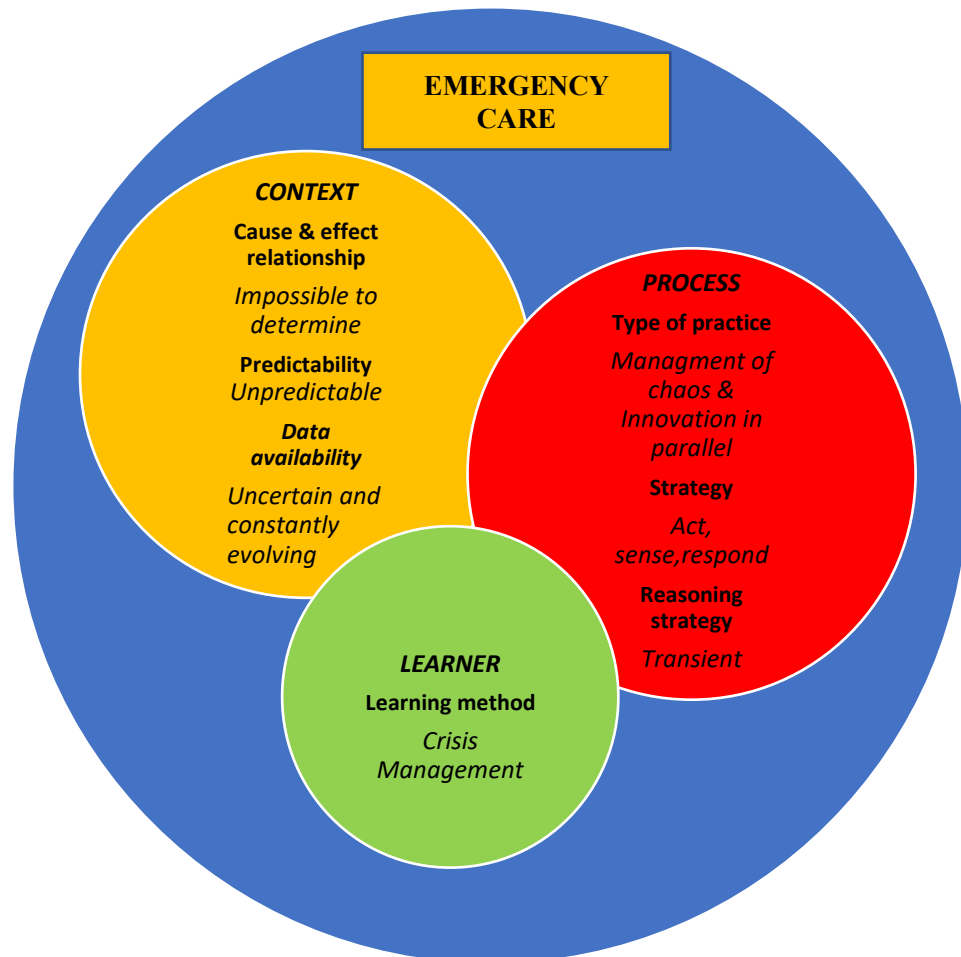 EMERGENCY
CARE
CONTEXT
Cause & effect
relationship
Impossible to
determine
Predictability
Unpredictable
Data
availability
Uncertain and
constantly
evolving
PROCESS
Type of practice
Managment of
chaos &
Innovation in
parallel
Strategy
Act,
sense,respond
Reasoning
strategy
Transient
LEARNER
Learning method
Crisis
Management